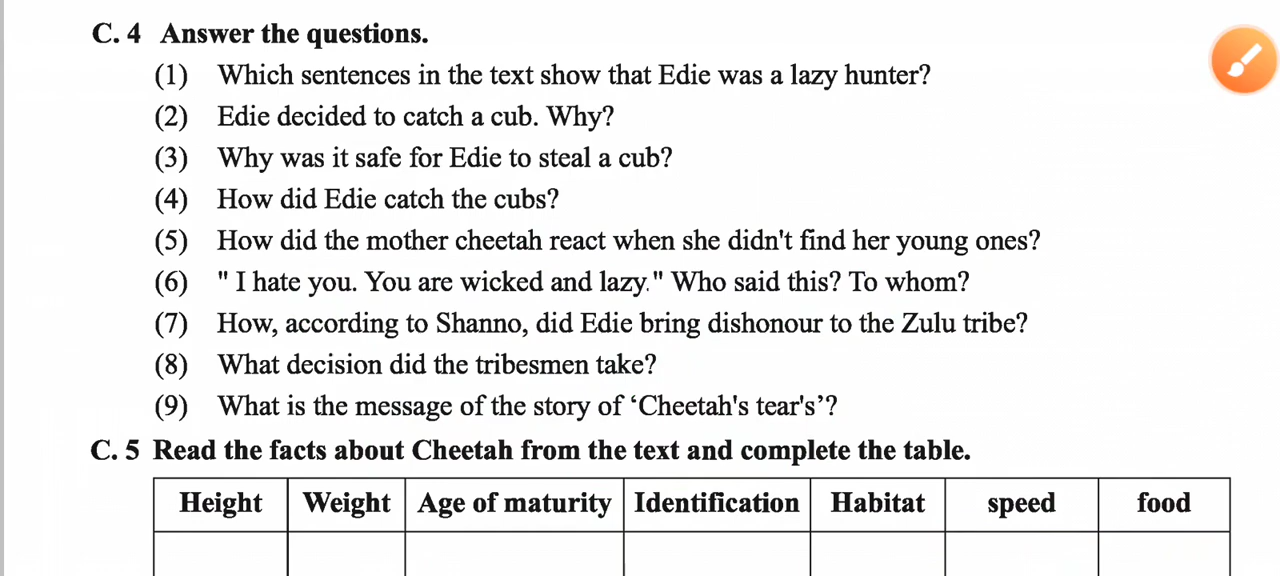 C. 4 Answer the questions.
(1) Which sentences in the text show that Edie was a lazy hunter?
(2) Edie decided to catch a cub. Why?
(3) Why was it safe for Edie to steal a cub?
(4) How did Edie catch the cubs?
(5) How did the mother cheetah react when she didn't find her young ones?
(6) " I hate you. You are wicked and lazy." Who said this? To whom?
(7) How, according to Shanno, did Edie bring dishonour to the Zulu tribe?
(8) What decision did the tribesmen take?
(9) What is the message of the story of ‘Cheetah's tear's’?
C. 5 Read the facts about Cheetah from the text and complete the table.
Height Weight Age of maturity Identification Habitat speed food